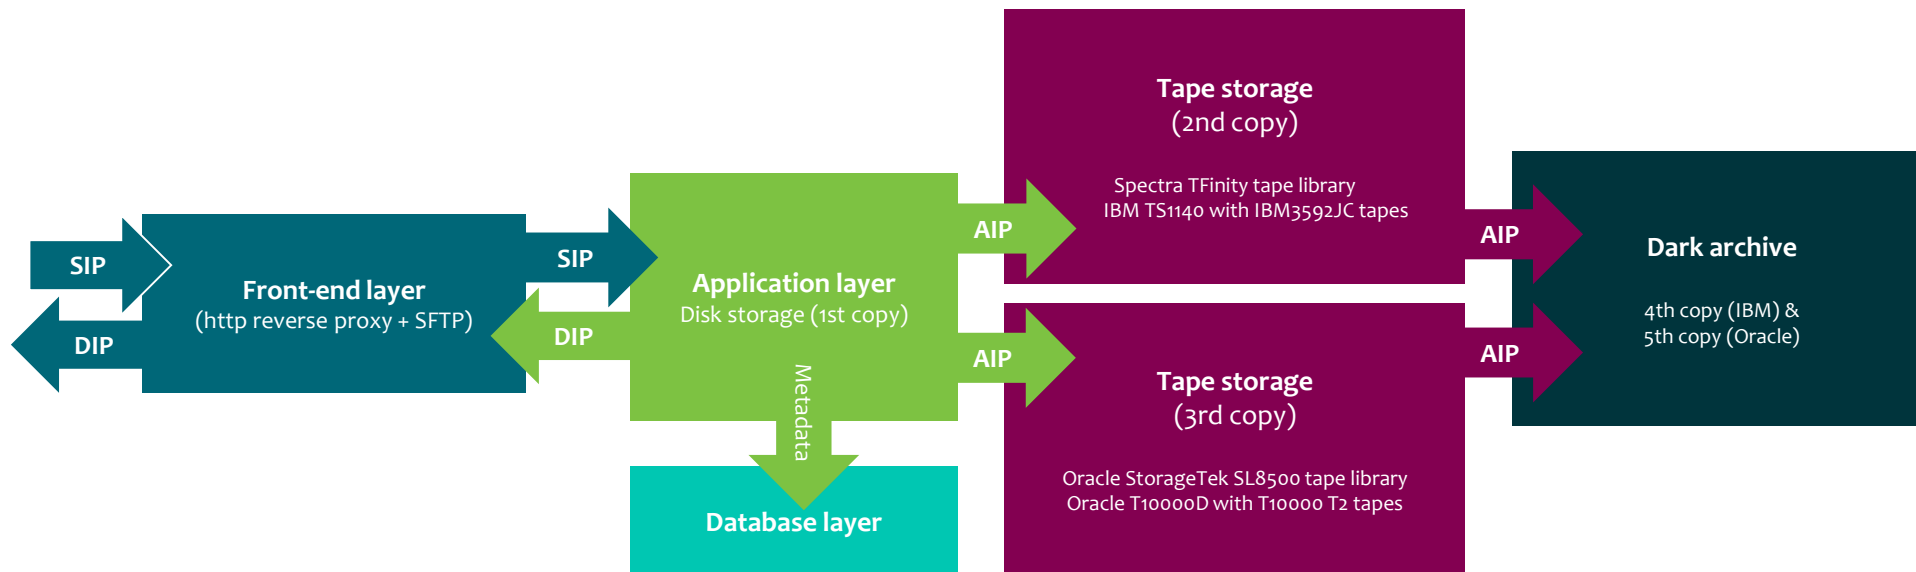 SIP
DIP
Front-end layer
(http reverse proxy + SFTP)
SIP
DIP
Application layer
Disk storage (1st copy)
Metadata
Database layer
AIP
AIP
Tape storage
(2nd copy)
Spectra TFinity tape library
IBM TS1140 with IBM3592JC tapes
Tape storage
(3rd copy)
Oracle StorageTek SL8500 tape library
Oracle T10000D with T10000 T2 tapes
AIP
AIP
Dark archive
4th copy (IBM) &
5th copy (Oracle)